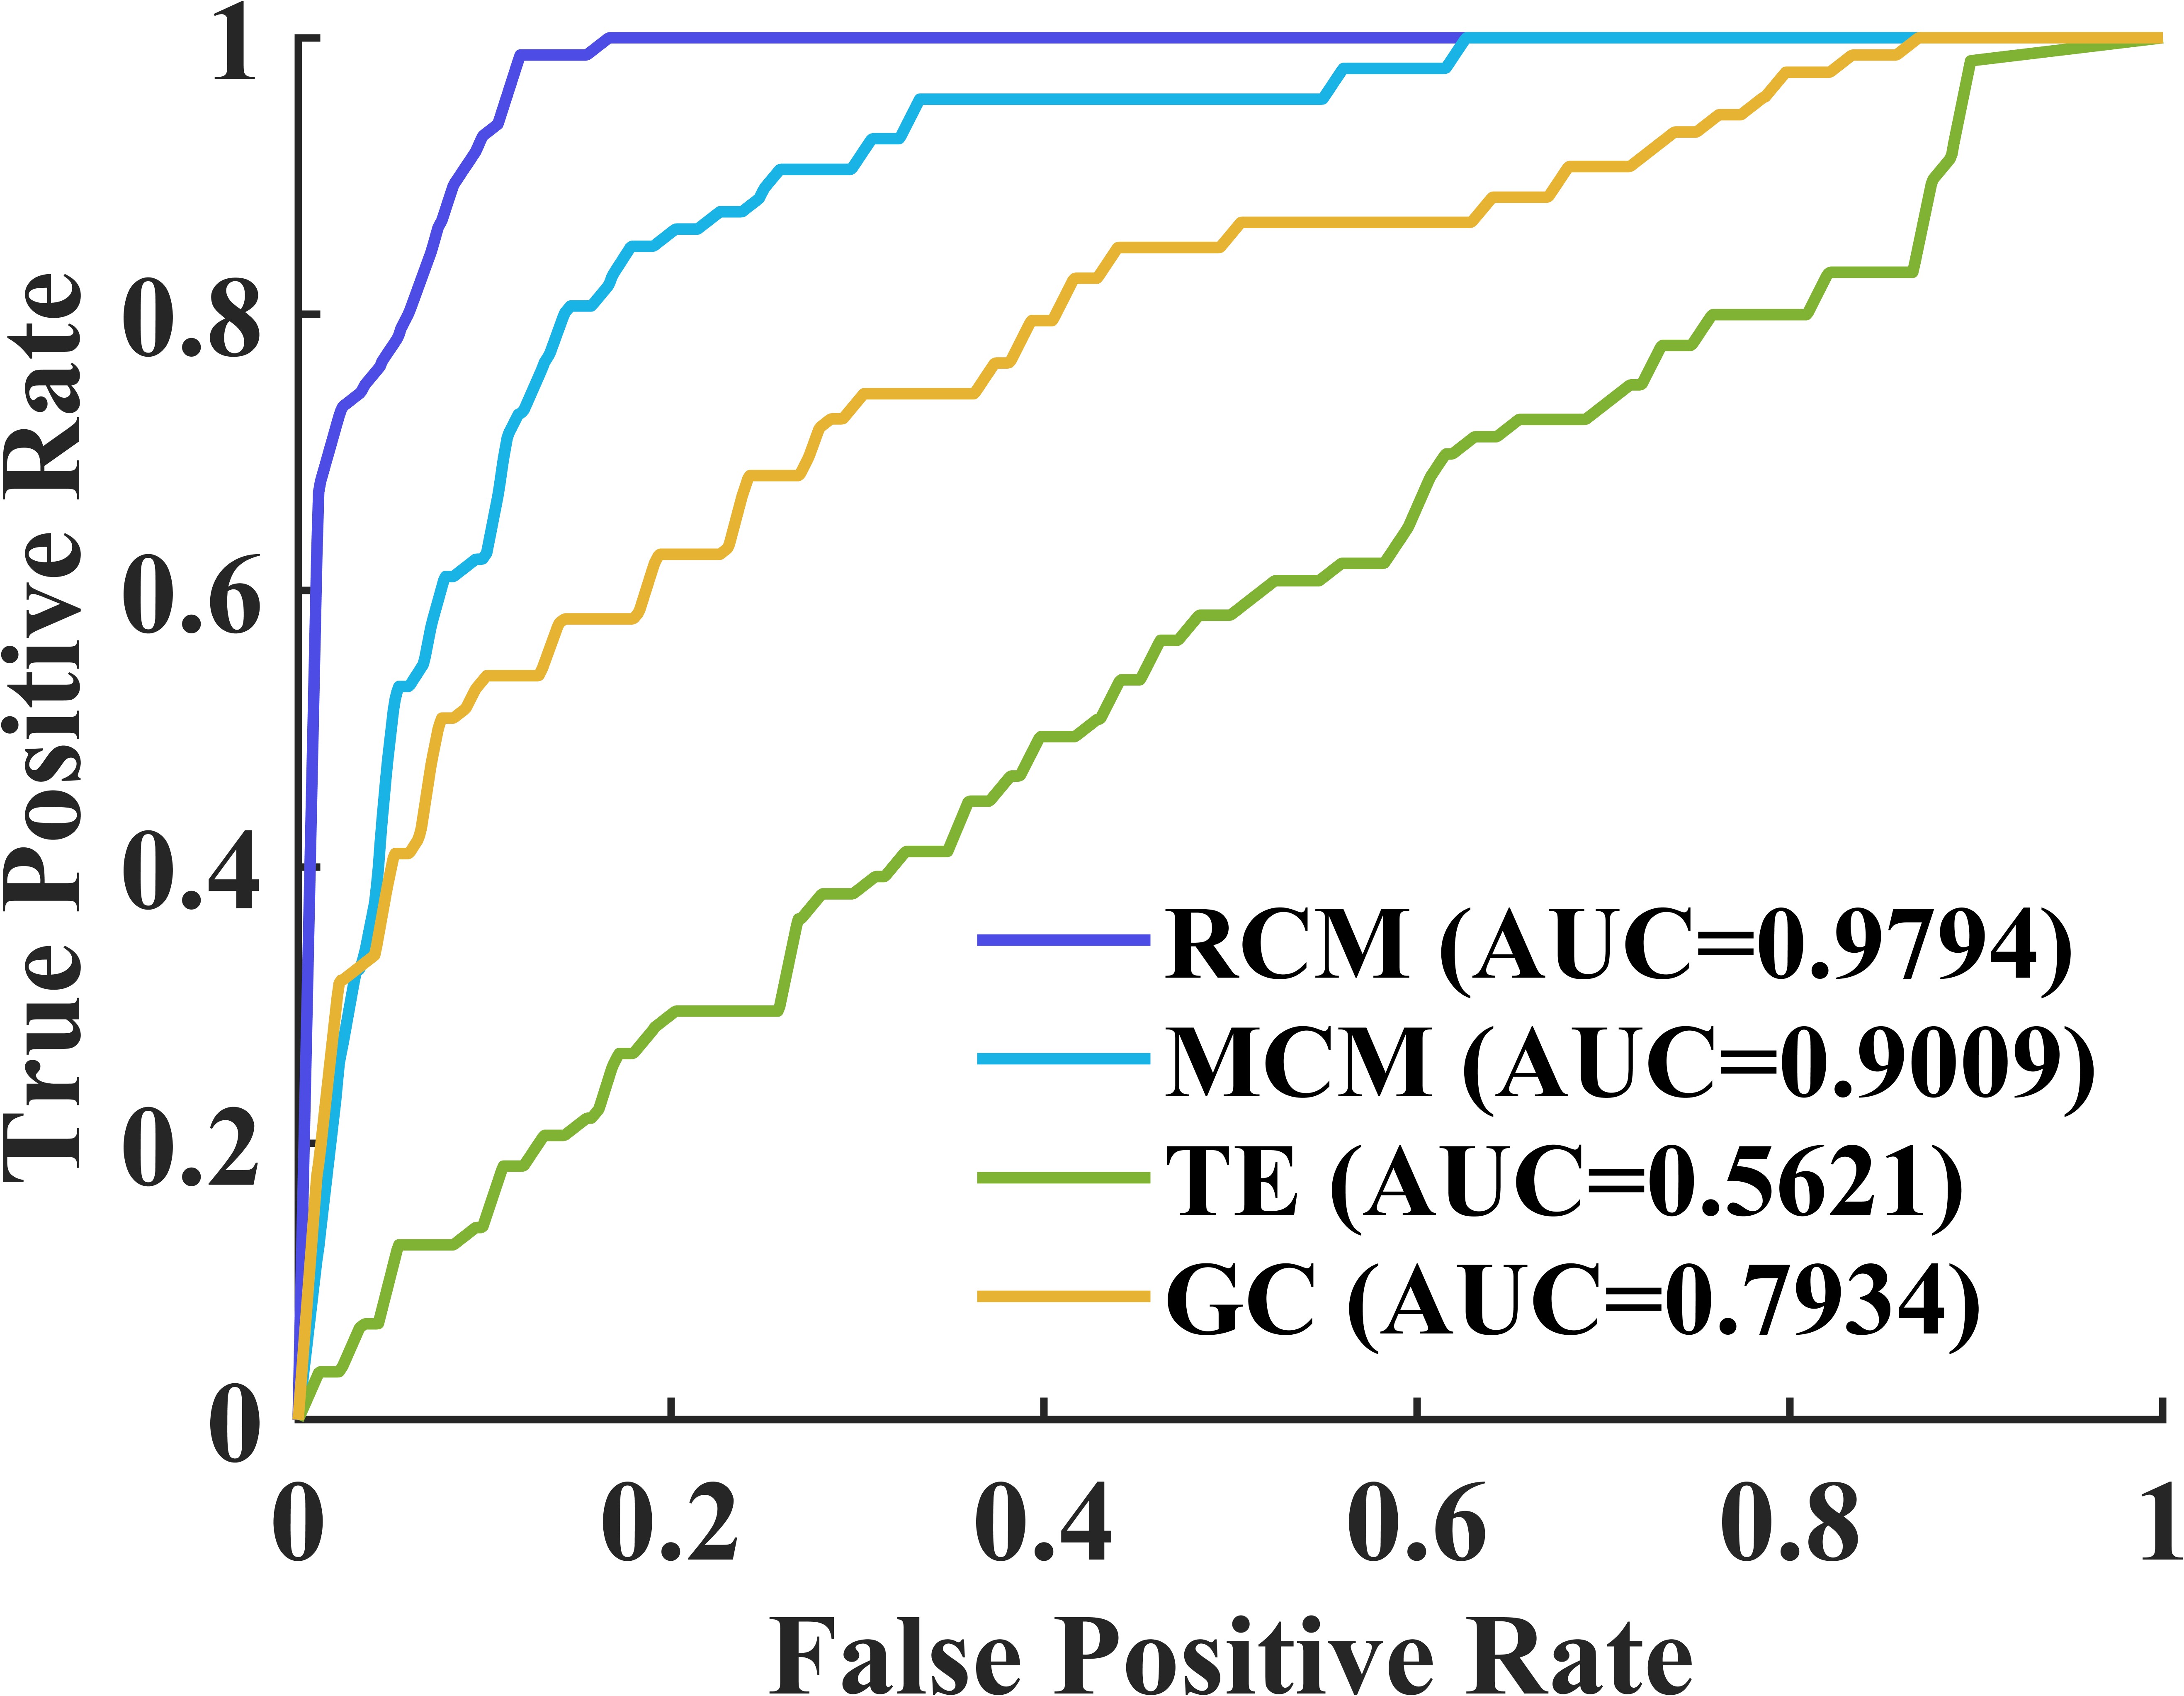 True Positive Rate
1
0.8
0.6
0.4
0.2
0
RCM (AUC=0.9794)
MCM (AUC=0.9009)
TE (AUC=0.5621)
GC (AUC=0.7934)
0 0.2 0.4 0.6 0.8 1
False Positive Rate